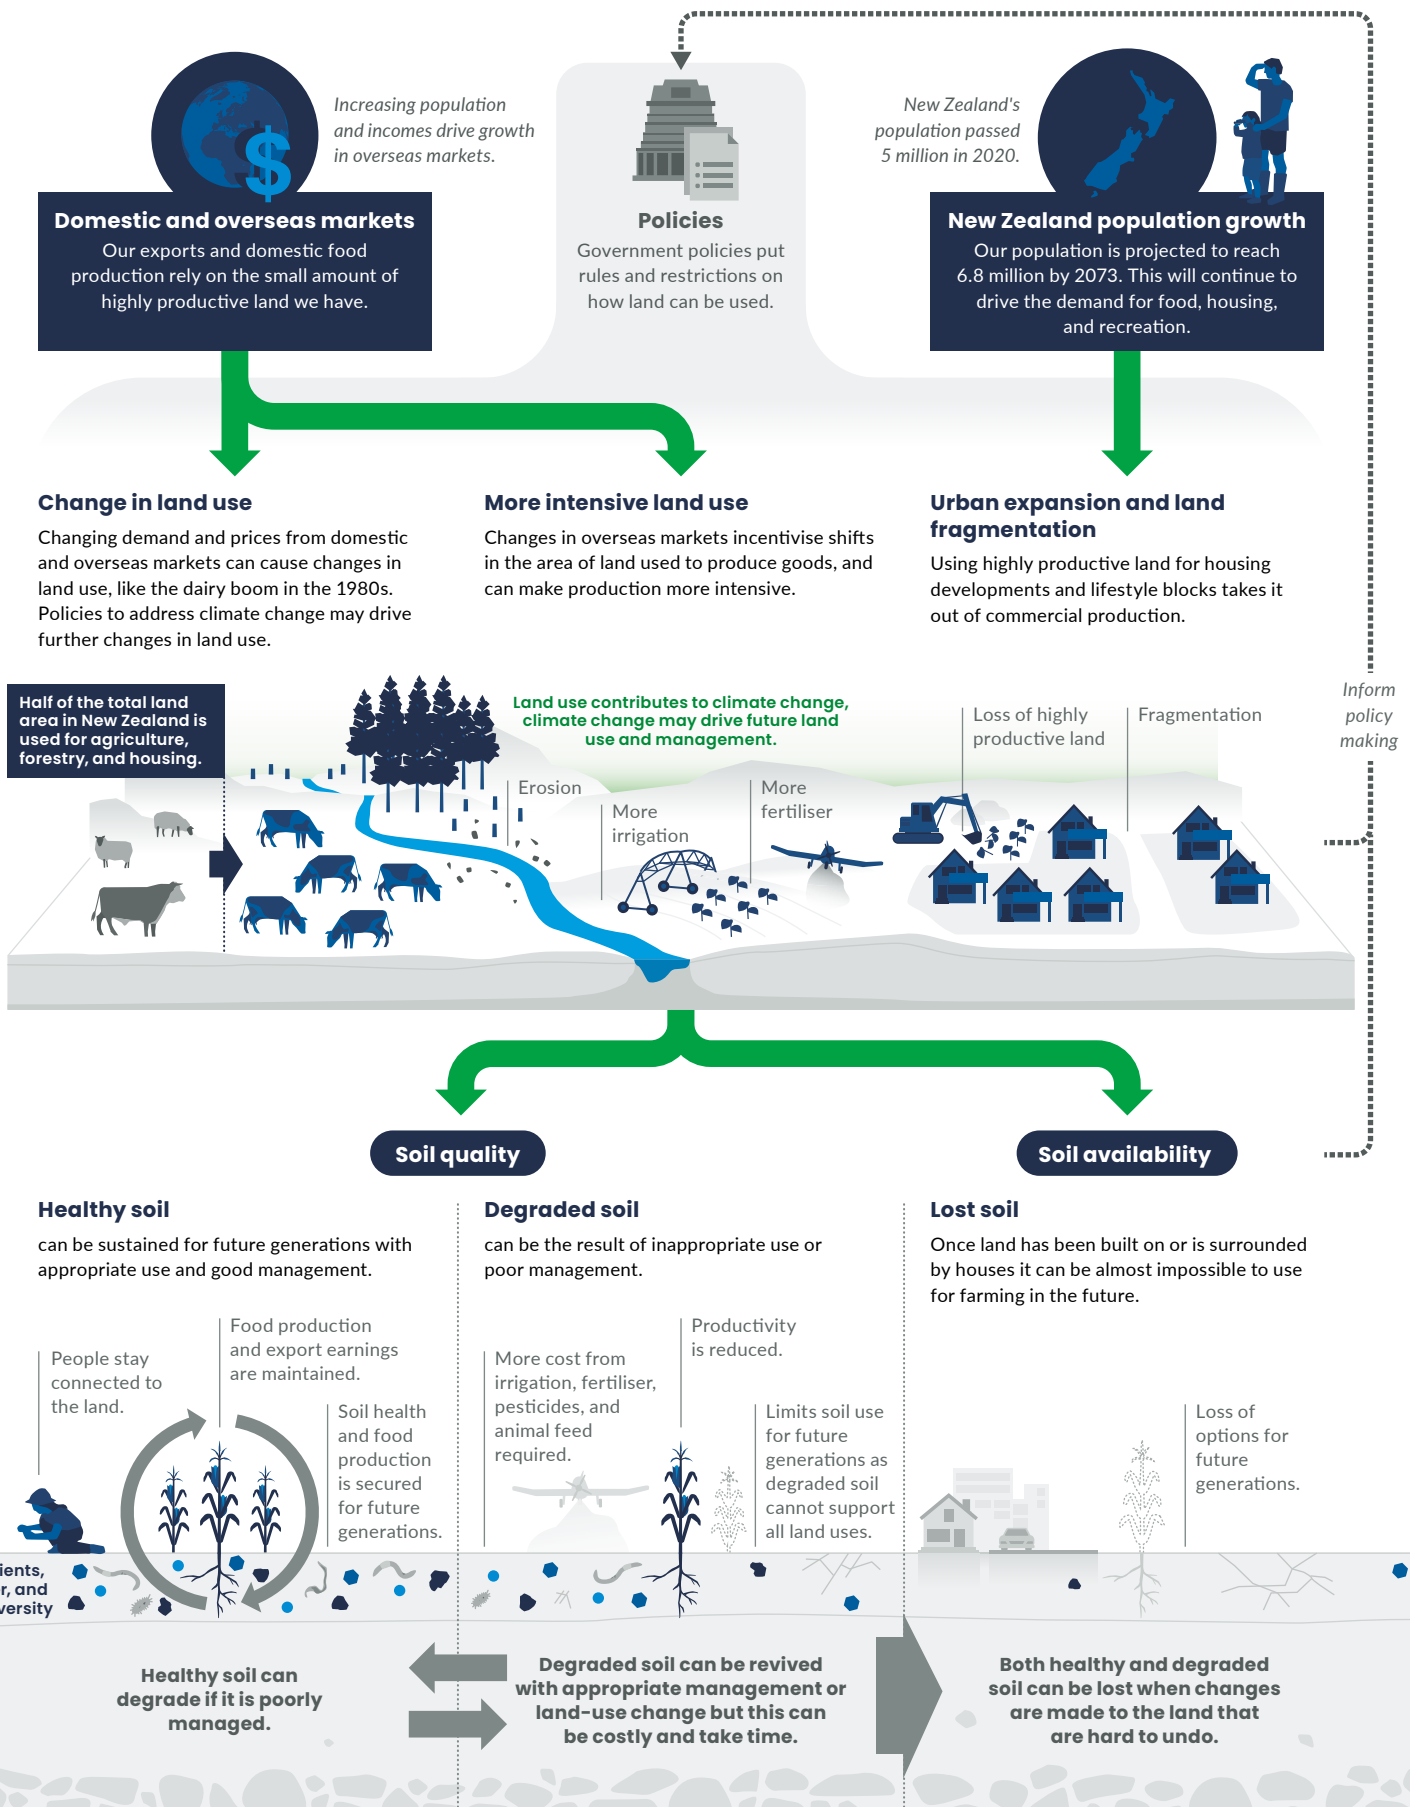 Increasing population
and incomes drive growth
in overseas markets.
Domestic and overseas markets
Our exports and domestic food
production rely on the small amount of
highly productive land we have.
$
Policies
Government policies put
rules and restrictions on
how land can be used.
New Zealand's
population passed
5 million in 2020.
New Zealand population growth
Our population is projected to reach
6.8 million by 2073. This will continue to
drive the demand for food, housing,
and recreation.
Change in land use
Changing demand and prices from domestic
and overseas markets can cause changes in
land use, like the dairy boom in the 1980s.
Policies to address climate change may drive
further changes in land use.
More intensive land use
Changes in overseas markets incentivise shifts
in the area of land used to produce goods, and
can make production more intensive.
Urban expansion and land
fragmentation
Using highly productive land for housing
developments and lifestyle blocks takes it
out of commercial production.
Inform
policy
making
Half of the total land
area in New Zealand is
used for agriculture,
forestry, and housing.
Land use contributes to climate change,
climate change may drive future land
use and management.
Erosion
More
irrigation
More
fertiliser
Loss of highly
productive land
Fragmentation
Soil quality
Soil availability
Healthy soil
can be sustained for future generations with
appropriate use and good management.
Degraded soil
can be the result of inappropriate use or
poor management.
Lost soil
Once land has been built on or is surrounded
by houses it can be almost impossible to use
for farming in the future.
People stay
connected to
the land.
Food production
and export earnings
are maintained.
Soil health
and food
production
is secured
for future
generations.
More cost from
irrigation, fertiliser,
pesticides, and
animal feed
required.
Productivity
is reduced.
Limits soil use
for future
generations as
degraded soil
cannot support
all land uses.
Loss of
options for
future
generations.
ients,
r, and
versity
Healthy soil can
degrade if it is poorly
managed.
Degraded soil can be revived
with appropriate management or
land-use change but this can
be costly and take time.
Both healthy and degraded
soil can be lost when changes
are made to the land that
are hard to undo.